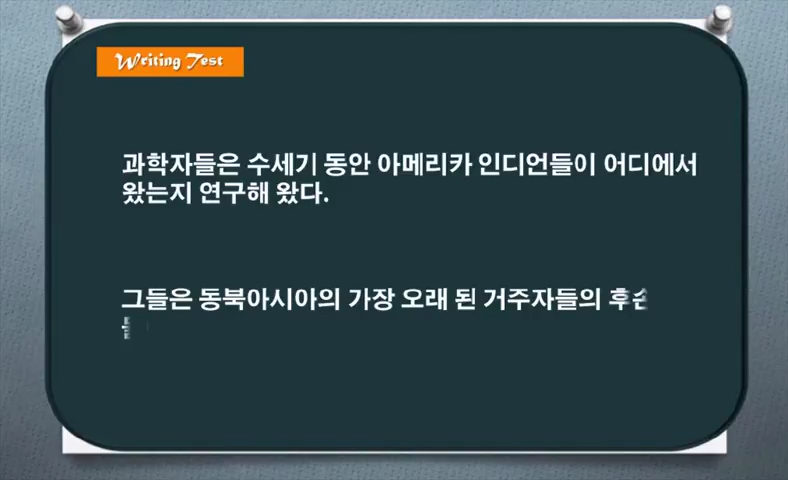 Writing Test
과학자들은 수세기 동안 아메리카 인디언들이 어디에서
왔는지 연구해 왔다.
그들은 동북아시아의 가장 오래 된 거주자들의